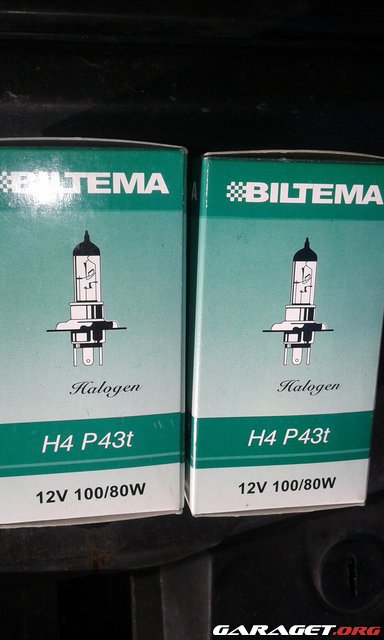 BILTEMA
Halogen
H4 P43t
12V 100/80W
A
BILTEMA
Halogen
H4 P43t
12V 100/80W
GARAGET.ORG